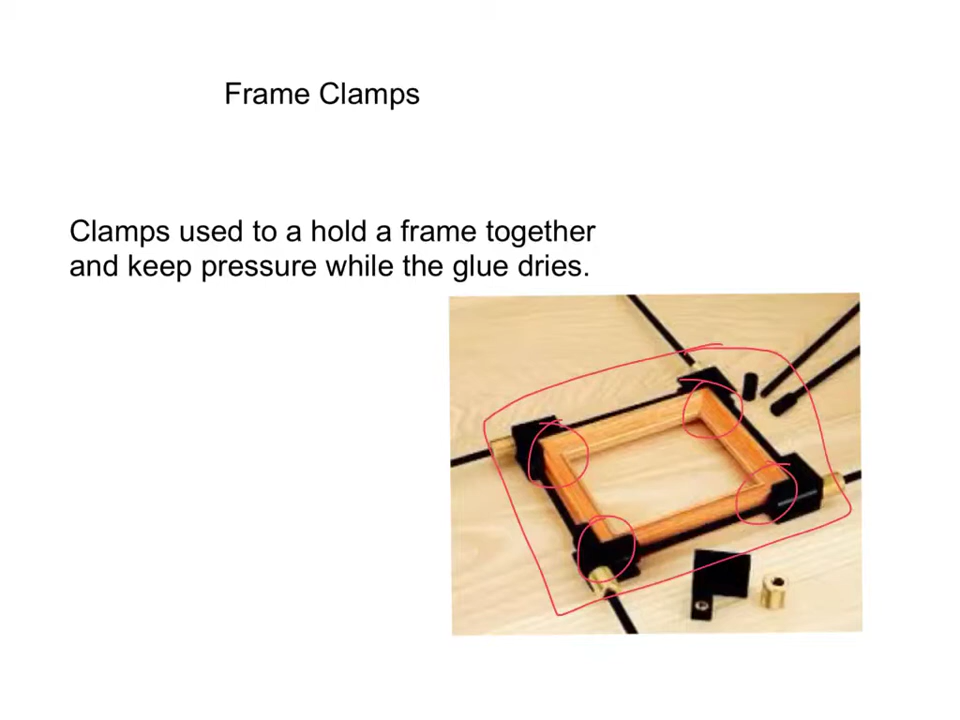 Frame Clamps
Clamps used to a hold a frame together
and keep pressure while the glue dries.